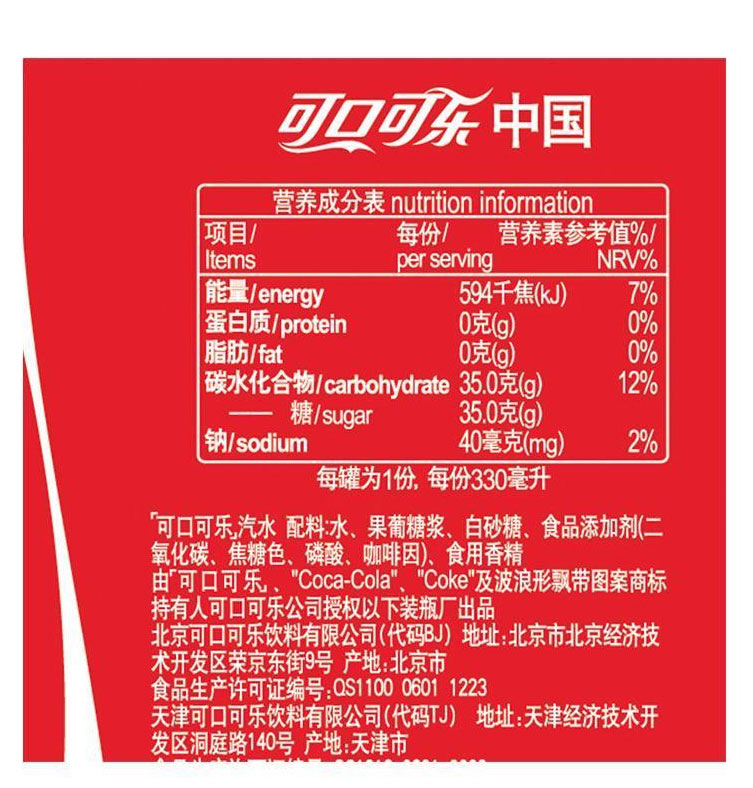 可口可乐中国
营养成分表 nutrition information
项目/ 每份/ 营养素参考值%/
Items per serving NRV%
能量/energy 594千焦(kJ) 7%
蛋白质/protein 0克(g) 0%
脂肪/fat 0克(g) 0%
碳水化合物/carbohydrate 35.0克(g) 12%
—— 糖/sugar 35.0克(g)
钠/sodium 40毫克(mg) 2%
每罐为1份, 每份330毫升
「可口可乐」汽水 配料:水、果葡糖浆、白砂糖、食品添加剂(二
氧化碳、焦糖色、磷酸、咖啡因)、食用香精
由「可口可乐」、"Coca-Cola"、"Coke"及波浪形飘带图案商标
持有人可口可乐公司授权以下装瓶厂出品
北京可口可乐饮料有限公司(代码BJ) 地址:北京市北京经济技
术开发区荣京东街9号 产地:北京市
食品生产许可证编号:QS1100 0601 1223
天津可口可乐饮料有限公司(代码TJ) 地址:天津经济技术开
发区洞庭路140号 产地:天津市